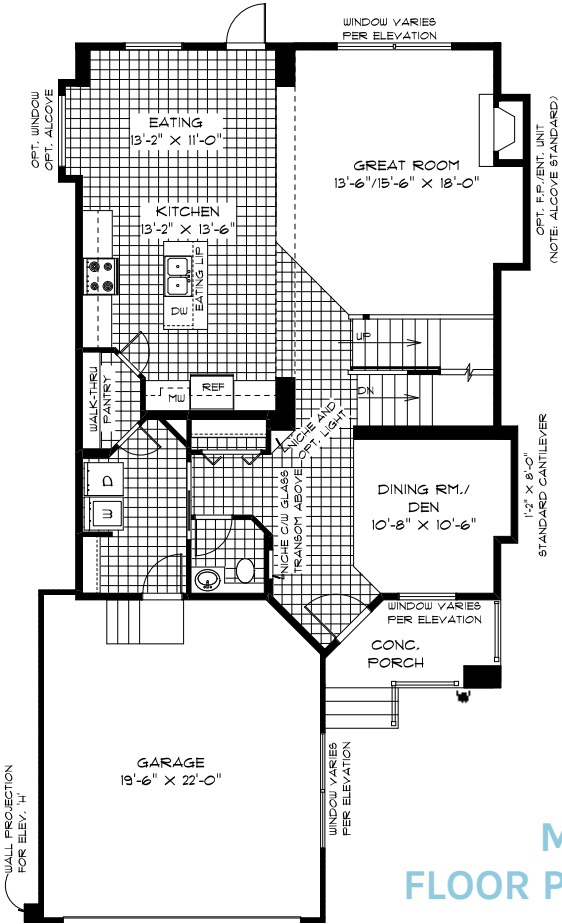 WINDOW VARIES
PER ELEVATION
OPT. WINDOW
OPT. ALCOVE
EATING
13'-2" X 11'-0"
GREAT ROOM
13'-6"/15'-6" X 18'-0"
OPT. F.P./ENT. UNIT
(NOTE: ALCOVE STANDARD)
KITCHEN
13'-2" X 13'-6"
EATING LIP
DW
UP
WALK-THRU
PANTRY
MW
REF
DN
NICHE AND
OPT. LIGHT
D
W
NICHE C/W GLASS
TRANSOM ABOVE
DINING RM./
DEN
10'-8" X 10'-6"
1'-2" X 8'-0"
STANDARD CANTILEVER
WINDOW VARIES
PER ELEVATION
CONC.
PORCH
GARAGE
19'-6" X 22'-0"
WINDOW VARIES
PER ELEVATION
WALL PROJECTION
FOR ELEV. 'H'
M
FLOOR P